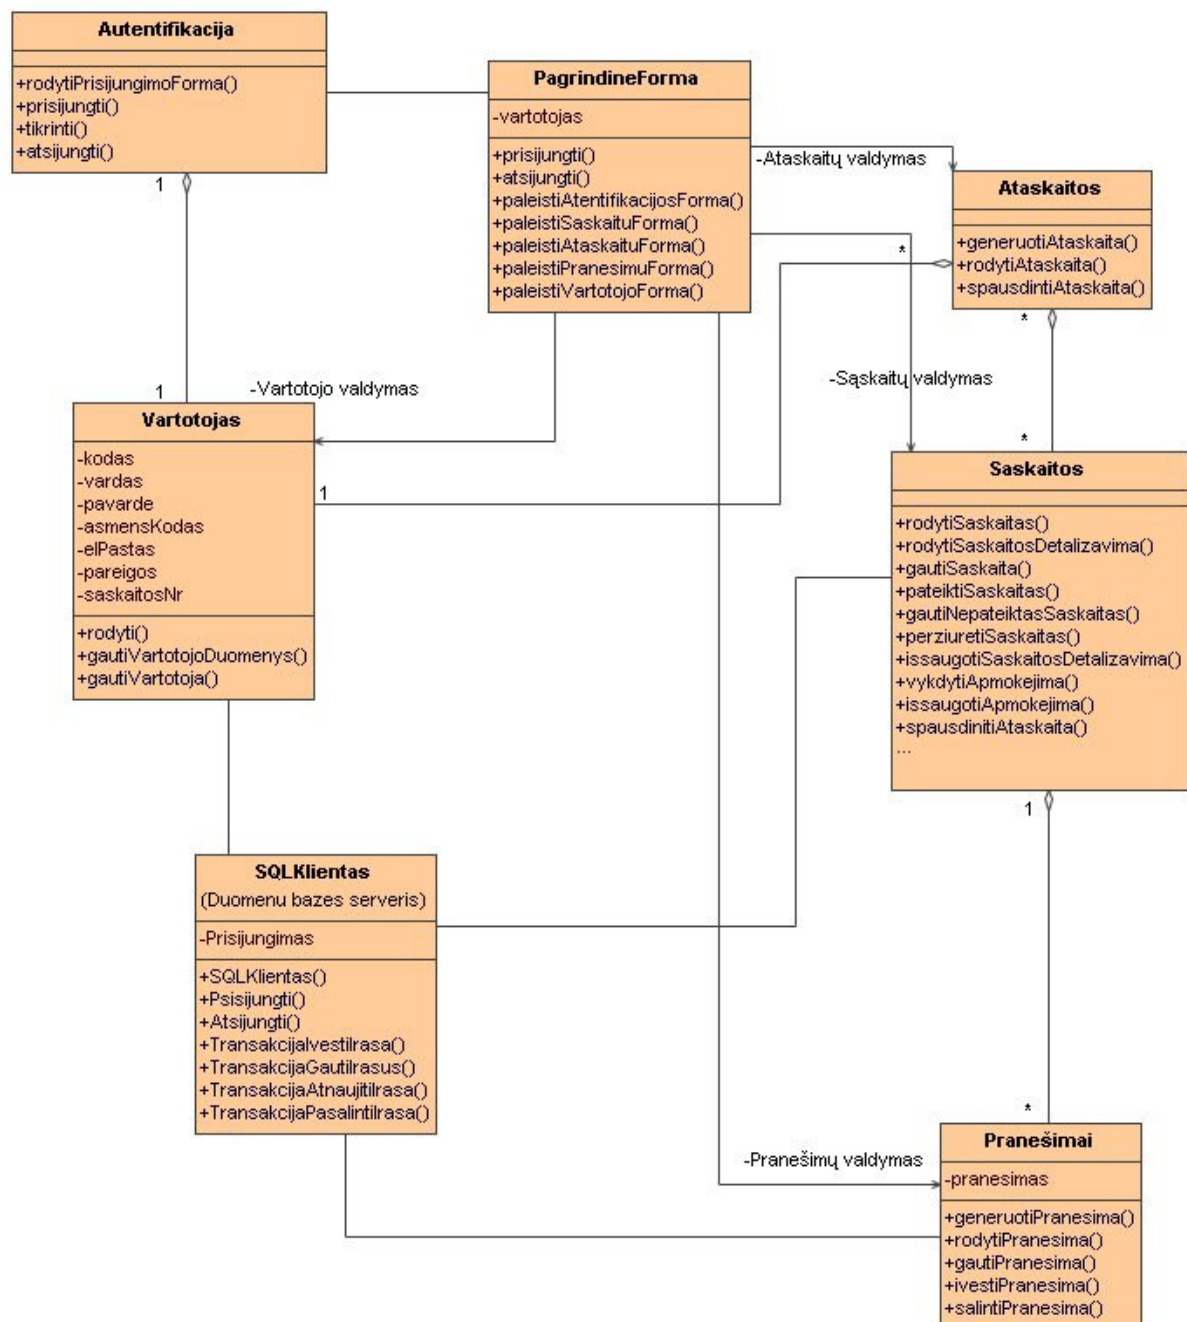 Autentifikacija
+rodytiPrisijungimoForma()
+prisijungti()
+tikrinti()
+atsijungti()
1
1
PagrindineForma
-vartotojas
+prisijungti()
+atsijungti()
+paleistiAtentifikacijosForma()
+paleistiSaskaituForma()
+paleistiAtaskaituForma()
+paleistiPranesimuForma()
+paleistiVartotojoForma()
-Ataskaitų valdymas
Ataskaitos
+generuotiAtaskaita()
+rodytiAtaskaita()
+spausdintiAtaskaita()
*
*
*
-Vartotojo valdymas
-Sąskaitų valdymas
Vartotojas
-kodas
-vardas
-pavarde
-asmensKodas
-elPastas
-pareigos
-saskaitosNr
+rodyti()
+gautiVartotojoDuomenys()
+gautiVartotoja()
1
Saskaitos
+rodytiSaskaitas()
+rodytiSaskaitosDetalizavima()
+gautiSaskaita()
+pateiktiSaskaitas()
+gautiNepateiktasSaskaitas()
+perziuretiSaskaitas()
+issaugotiSaskaitosDetalizavima()
+vykdytiApmokejima()
+issaugotiApmokejima()
+spausdinitiAtaskaita()
...
1
*
SQLKlientas
(Duomenu bazes serveris)
-Prisijungimas
+SQLKlientas()
+Psisijungti()
+Atsijungti()
+TransakcijaIvestiIrasa()
+TransakcijaGautiIrasus()
+TransakcijaAtnaujitiIrasa()
+TransakcijaPasalintiIrasa()
-Pranešimų valdymas
Pranešimai
-pranesimas
+generuotiPranesima()
+rodytiPranesima()
+gautiPranesima()
+ivestiPranesima()
+salintiPranesima()